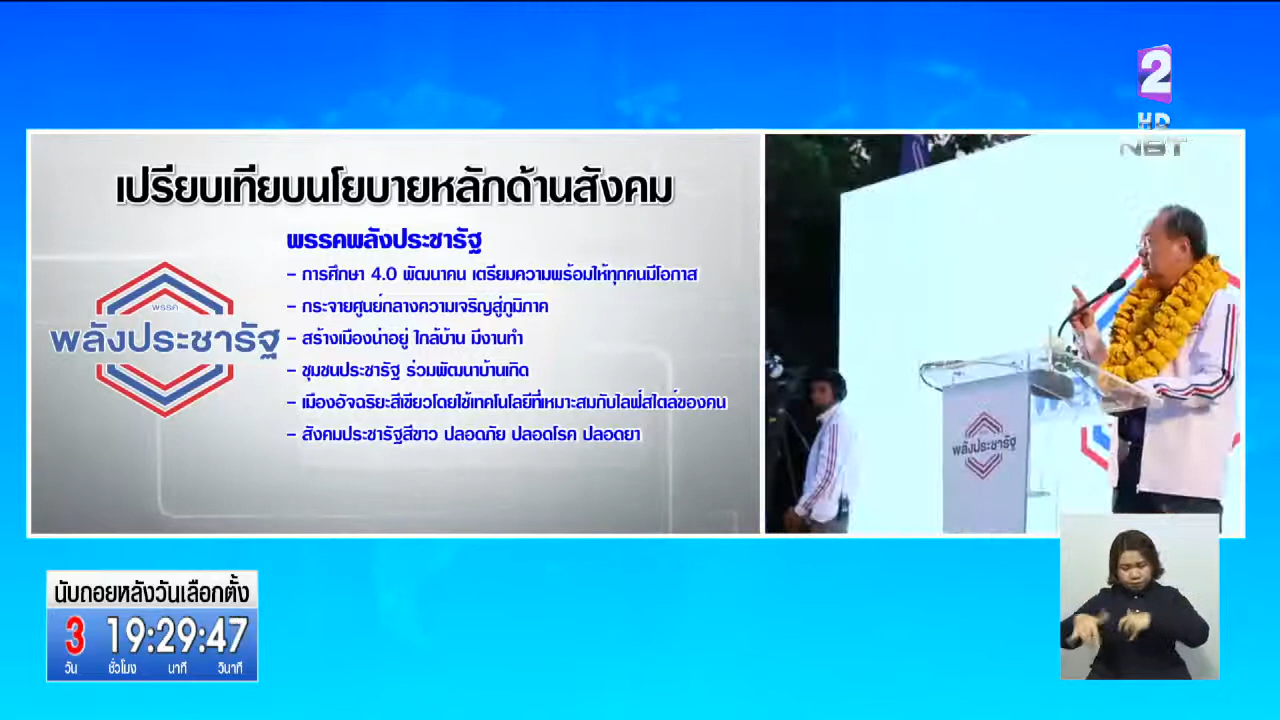 2
HD
NBT
เปรียบเทียบนโยบายหลักด้านสังคม
พรรคพลังประชารัฐ
- การศึกษา 4.0 พัฒนาคน เตรียมความพร้อมให้ทุกคนมีโอกาส
- กระจายศูนย์กลางความเจริญสู่ภูมิภาค
- สร้างเมืองน่าอยู่ ใกล้บ้าน มีงานทำ
- ชุมชนประชารัฐ ร่วมพัฒนาบ้านเกิด
- เมืองอัจฉริยะสีเขียวโดยใช้เทคโนโลยีที่เหมาะสมกับไลฟ์สไตล์ของคน
- สังคมประชารัฐสีขาว ปลอดภัย ปลอดโรค ปลอดยา
พรรค
พลังประชารัฐ
พลังประชารัฐ
นับถอยหลังวันเลือกตั้ง
3 19:29:47
วัน ชั่วโมง นาที วินาที